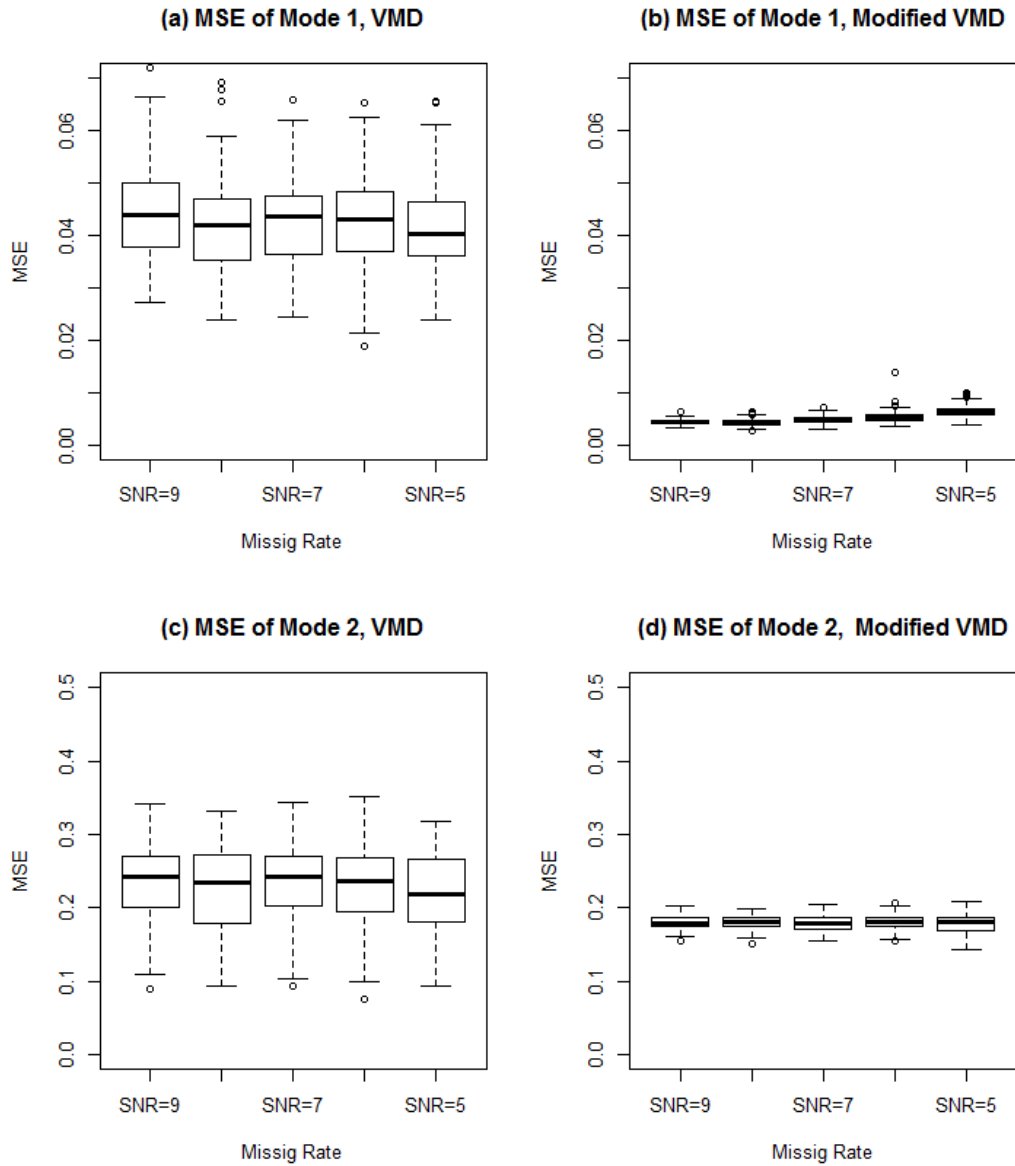 (a) MSE of Mode 1, VMD
MSE
0.00
0.02
0.04
0.06
SNR=9
SNR=7
SNR=5
Missig Rate
(b) MSE of Mode 1, Modified VMD
MSE
0.00
0.02
0.04
0.06
SNR=9
SNR=7
SNR=5
Missig Rate
(c) MSE of Mode 2, VMD
MSE
0.0
0.1
0.2
0.3
0.4
0.5
SNR=9
SNR=7
SNR=5
Missig Rate
(d) MSE of Mode 2, Modified VMD
MSE
0.0
0.1
0.2
0.3
0.4
0.5
SNR=9
SNR=7
SNR=5
Missig Rate